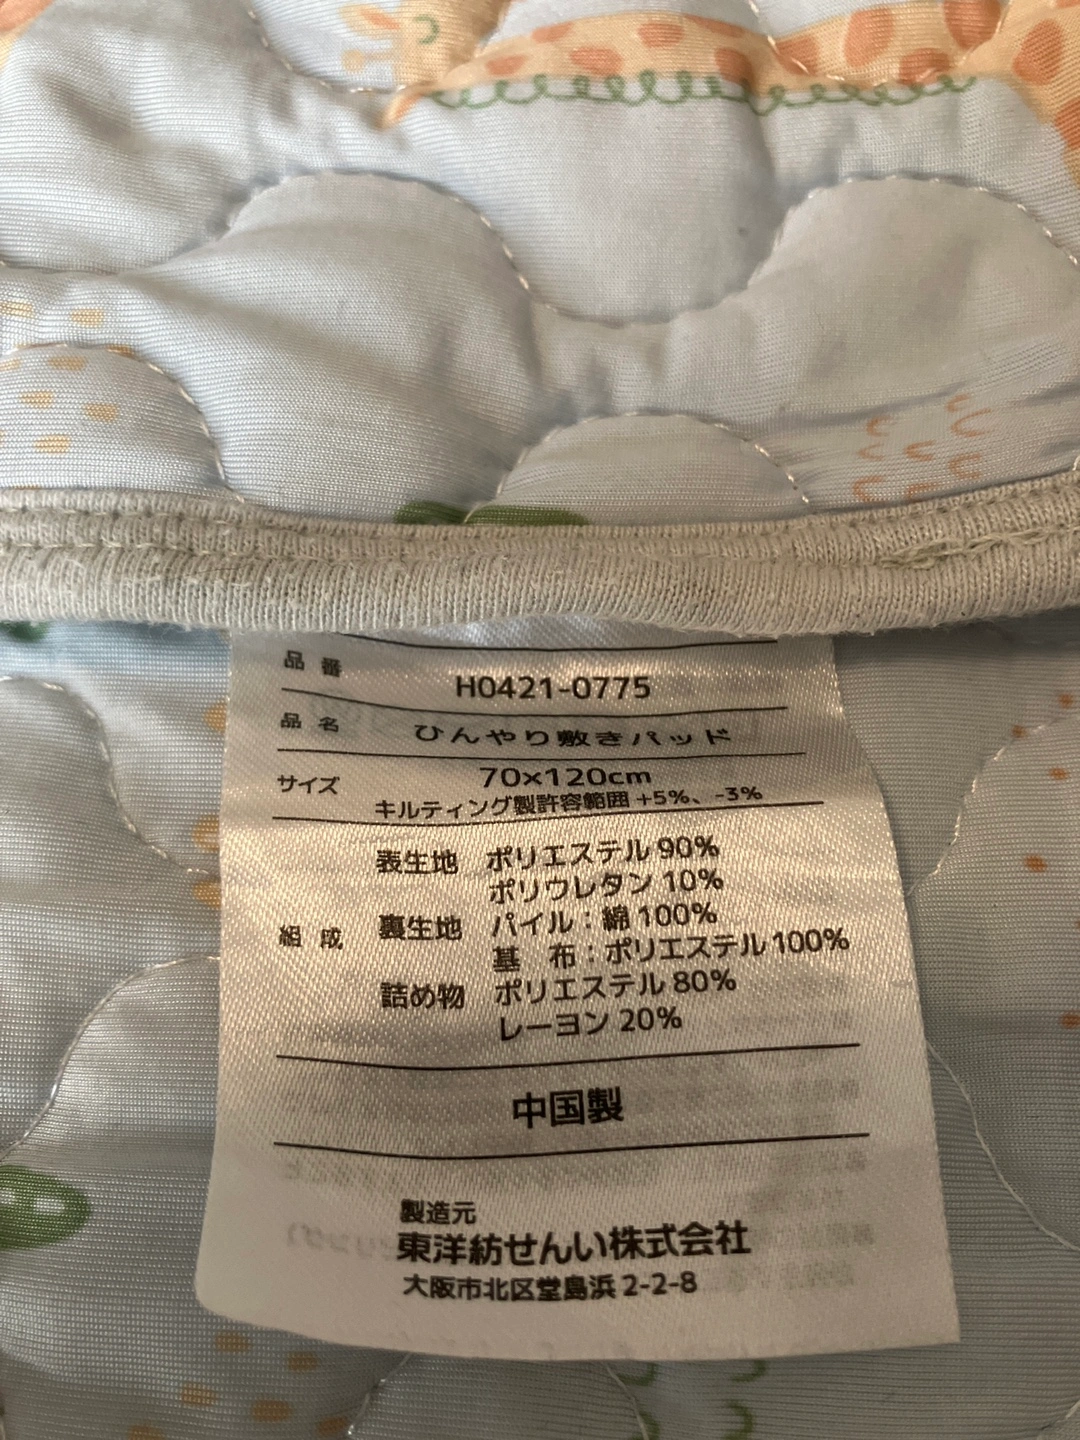 品番 H0421-0775
品名 ひんやり敷きパッド
サイズ 70×120cm
キルティング製許容範囲 +5%、-3%
組成 表生地 ポリエステル 90%
ポリウレタン 10%
裏生地 パイル：綿 100%
基 布：ポリエステル 100%
詰め物 ポリエステル 80%
レーヨン 20%
中国製
製造元
東洋紡せんい株式会社
大阪市北区堂島浜 2-2-8